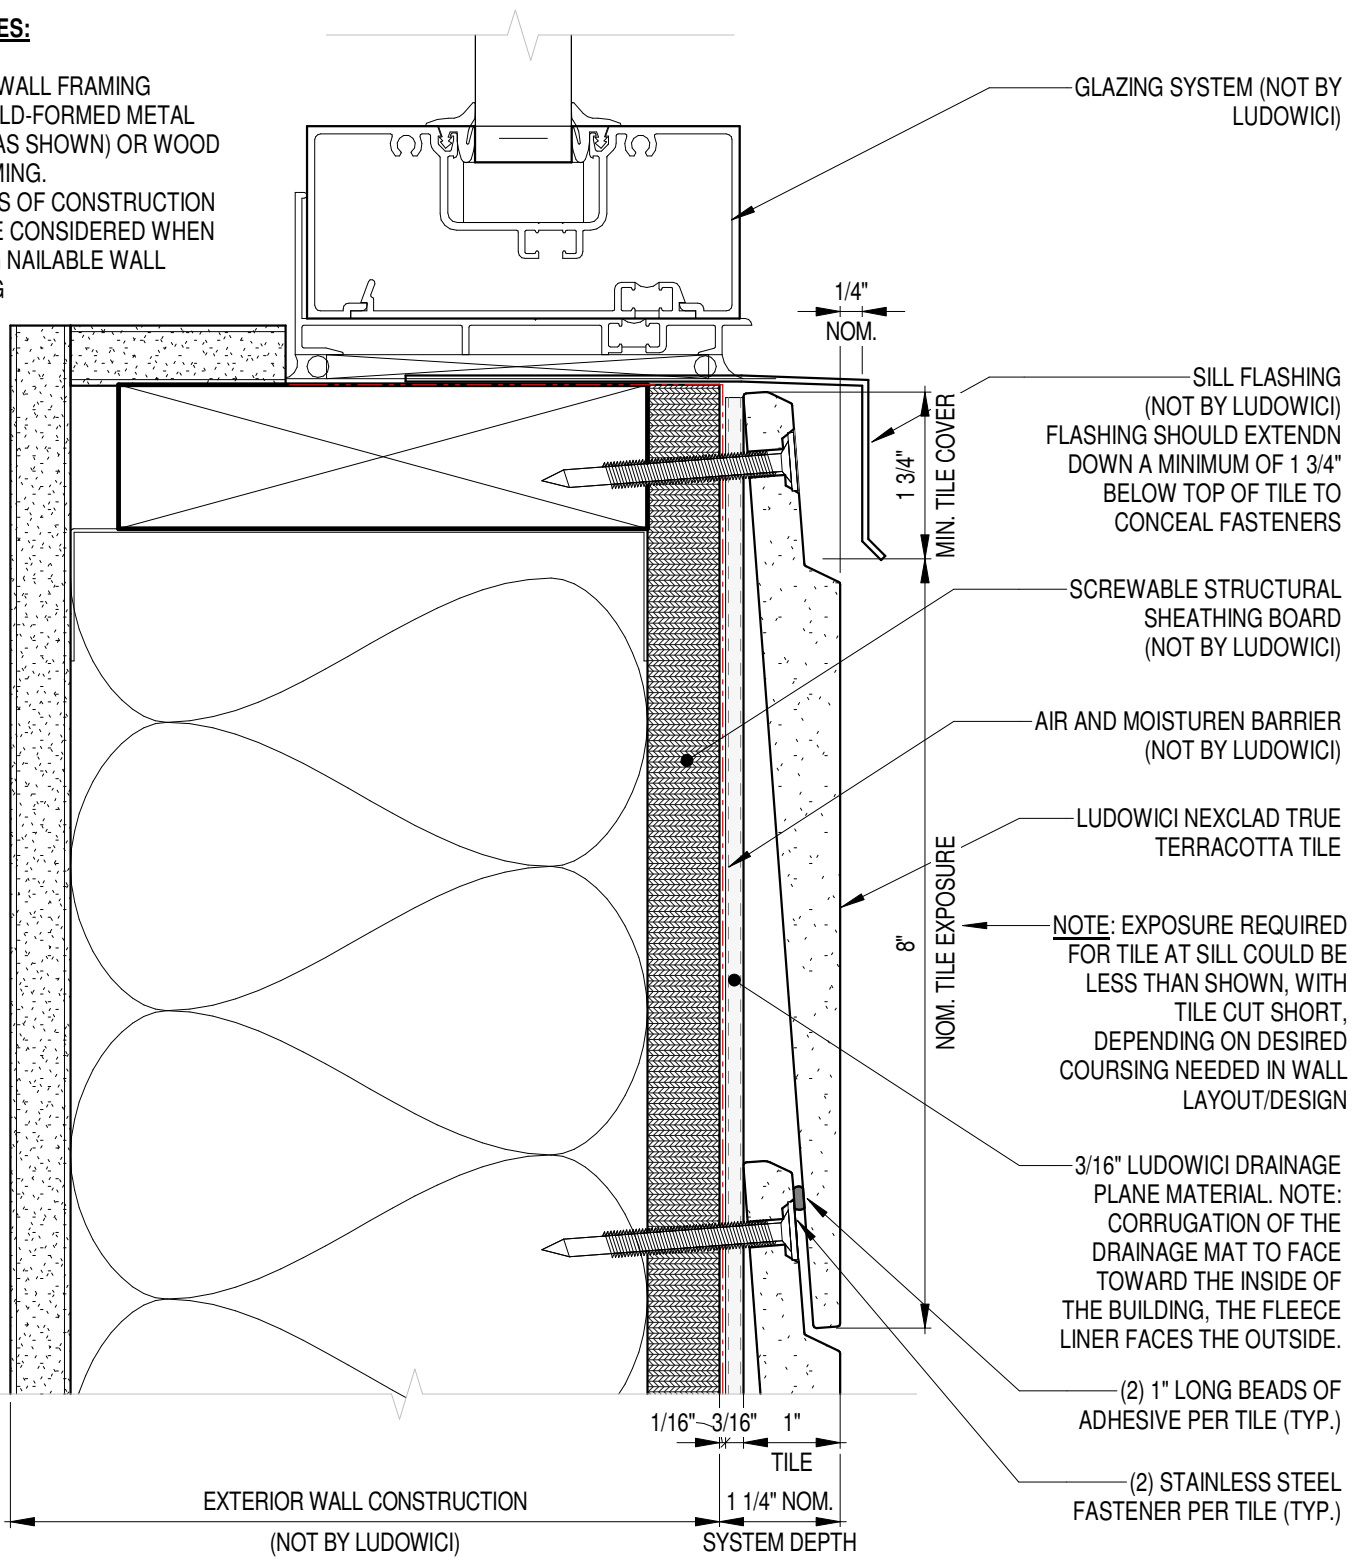 ES:
WALL FRAMING
LD-FORMED METAL
AS SHOWN) OR WOOD
MING.
S OF CONSTRUCTION
E CONSIDERED WHEN
G NAILABLE WALL
G
GLAZING SYSTEM (NOT BY
LUDOWICI)
1/4"
NOM.
SILL FLASHING
(NOT BY LUDOWICI)
FLASHING SHOULD EXTENDN
DOWN A MINIMUM OF 1 3/4"
BELOW TOP OF TILE TO
CONCEAL FASTENERS
1 3/4"
MIN. TILE COVER
SCREWABLE STRUCTURAL
SHEATHING BOARD
(NOT BY LUDOWICI)
AIR AND MOISTUREN BARRIER
(NOT BY LUDOWICI)
LUDOWICI NEXCLAD TRUE
TERRACOTTA TILE
8"
NOM. TILE EXPOSURE
NOTE: EXPOSURE REQUIRED
FOR TILE AT SILL COULD BE
LESS THAN SHOWN, WITH
TILE CUT SHORT,
DEPENDING ON DESIRED
COURSING NEEDED IN WALL
LAYOUT/DESIGN
3/16" LUDOWICI DRAINAGE
PLANE MATERIAL. NOTE:
CORRUGATION OF THE
DRAINAGE MAT TO FACE
TOWARD THE INSIDE OF
THE BUILDING, THE FLEECE
LINER FACES THE OUTSIDE.
(2) 1" LONG BEADS OF
ADHESIVE PER TILE (TYP.)
(2) STAINLESS STEEL
FASTENER PER TILE (TYP.)
1/16" 3/16" 1"
TILE
EXTERIOR WALL CONSTRUCTION
(NOT BY LUDOWICI)
1 1/4" NOM.
SYSTEM DEPTH